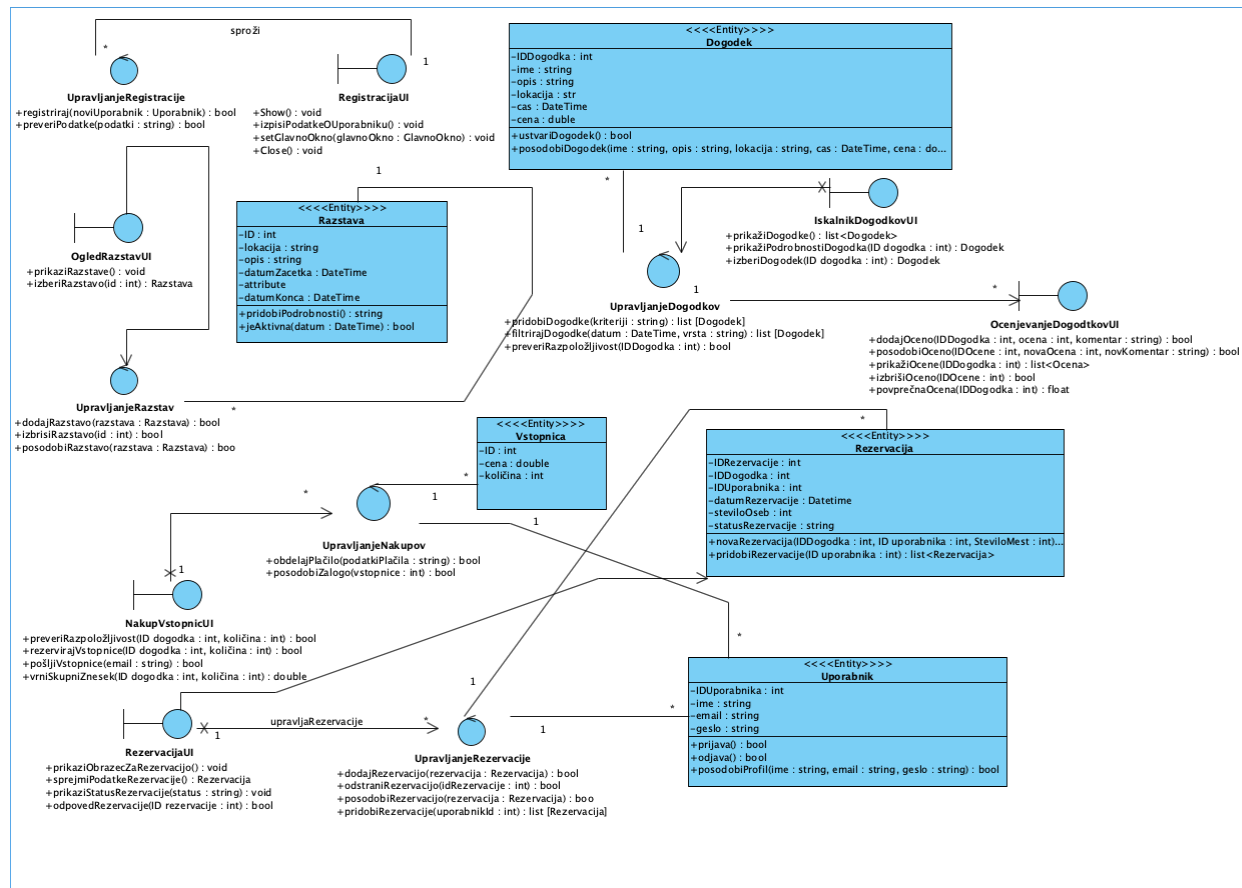 sproži
*
1
UpravljanjeRegistracije
+registriraj(noviUporabnik : Uporabnik) : bool
+preveriPodatke(podatki : string) : bool
RegistracijaUI
+Show() : void
+izpisiPodatkeOUporabniku() : void
+setGlavnoOkno(glavnoOkno : GlavnoOkno) : void
+Close() : void
<<<<Entity>>>>
Dogodek
-IDDogodka : int
-ime : string
-opis : string
-lokacija : str
-cas : DateTime
-cena : duble
+ustvariDogodek() : bool
+posodobiDogodek(ime : string, opis : string, lokacija : string, cas : DateTime, cena : do...
1
*
<<<<Entity>>>>
Razstava
-ID : int
-lokacija : string
-opis : string
-datumZacetka : DateTime
-attribute
-datumKonca : DateTime
+pridobiPodrobnosti() : string
+jeAktivna(datum : DateTime) : bool
OgledRazstavUI
+prikaziRazstave() : void
+izberiRazstavo(id : int) : Razstava
IskalnikDogodkovUI
+prikažiDogodke() : list<Dogodek>
+prikažiPodrobnostiDogodka(ID dogodka : int) : Dogodek
+izberiDogodek(ID dogodka : int) : Dogodek
1
UpravljanjeDogodkov
+pridobiDogodke(kriteriji : string) : list [Dogodek]
+filtrirajDogodke(datum : DateTime, vrsta : string) : list [Dogodek]
+preveriRazpoložljivost(IDDogodka : int) : bool
1
*
OcenjevanjeDogodtkovUI
+dodajOceno(IDDogodka : int, ocena : int, komentar : string) : bool
+posodobiOceno(IDOcene : int, novaOcena : int, novKomentar : string) : bool
+prikažiOcene(IDDogodka : int) : list<Ocena>
+izbrišiOceno(IDOcene : int) : bool
+povprečnaOcena(IDDogodka : int) : float
UpravljanjeRazstav
*
+dodajRazstavo(razstava : Razstava) : bool
+izbrisiRazstavo(id : int) : bool
+posodobiRazstavo(razstava : Razstava) : boo
<<<<Entity>>>>
Vstopnica
-ID : int
-cena : double
-količina : int
*
1
*
<<<<Entity>>>>
Rezervacija
-IDRezervacije : int
-IDDogodka : int
-IDUporabnika : int
-datumRezervacije : Datetime
-steviloOseb : int
-statusRezervacije : string
+novaRezervacija(IDDogodka : int, ID uporabnika : int, SteviloMest : int)...
+pridobiRezervacije(ID uporabnika : int) : list<Rezervacija>
*
1
UpravljanjeNakupov
+obdelajPlačilo(podatkiPlačila : string) : bool
+posodobiZalogo(vstopnice : int) : bool
1
NakupVstopnicUI
+preveriRazpoložljivost(ID dogodka : int, količina : int) : bool
+rezervirajVstopnice(ID dogodka : int, količina : int) : bool
+pošljiVstopnice(email : string) : bool
+vrniSkupniZnesek(ID dogodka : int, količina : int) : double
*
<<<<Entity>>>>
Uporabnik
-IDUporabnika : int
-ime : string
-email : string
-geslo : string
+prijava() : bool
+odjava() : bool
+posodobiProfil(ime : string, email : string, geslo : string) : bool
1
*
1
upravljaRezervacije
1
*
RezervacijaUI
+prikaziObrazecZaRezervacijo() : void
+sprejmiPodatkeRezervacije() : Rezervacija
+prikaziStatusRezervacije(status : string) : void
+odpovedRezervacije(ID rezervacije : int) : bool
UpravljanjeRezervacije
+dodajRezervacijo(rezervacija : Rezervacija) : bool
+odstraniRezervacijo(idRezervacije : int) : bool
+posodobiRezervacijo(rezervacija : Rezervacija) : boo
+pridobiRezervacije(uporabnikId : int) : list [Rezervacija]